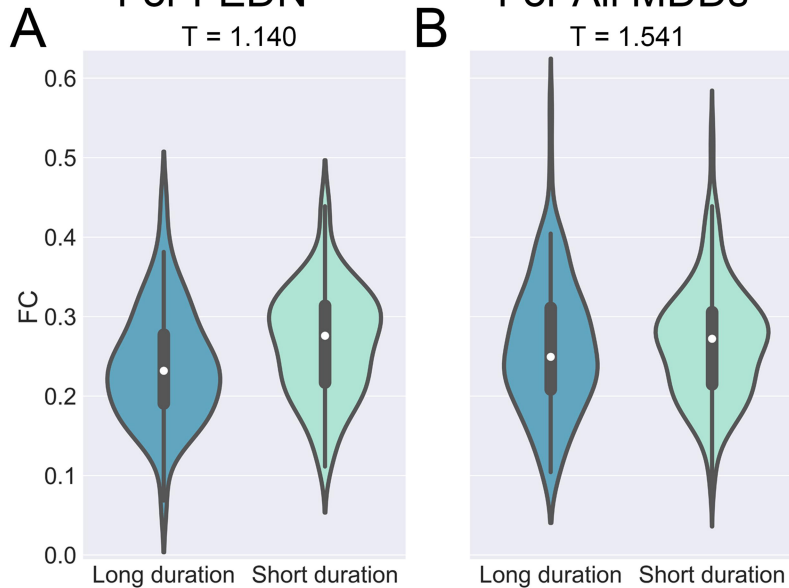 A
T = 1.140
B
T = 1.541
FC
0.6
0.5
0.4
0.3
0.2
0.1
0.0
Long duration Short duration
Long duration Short duration